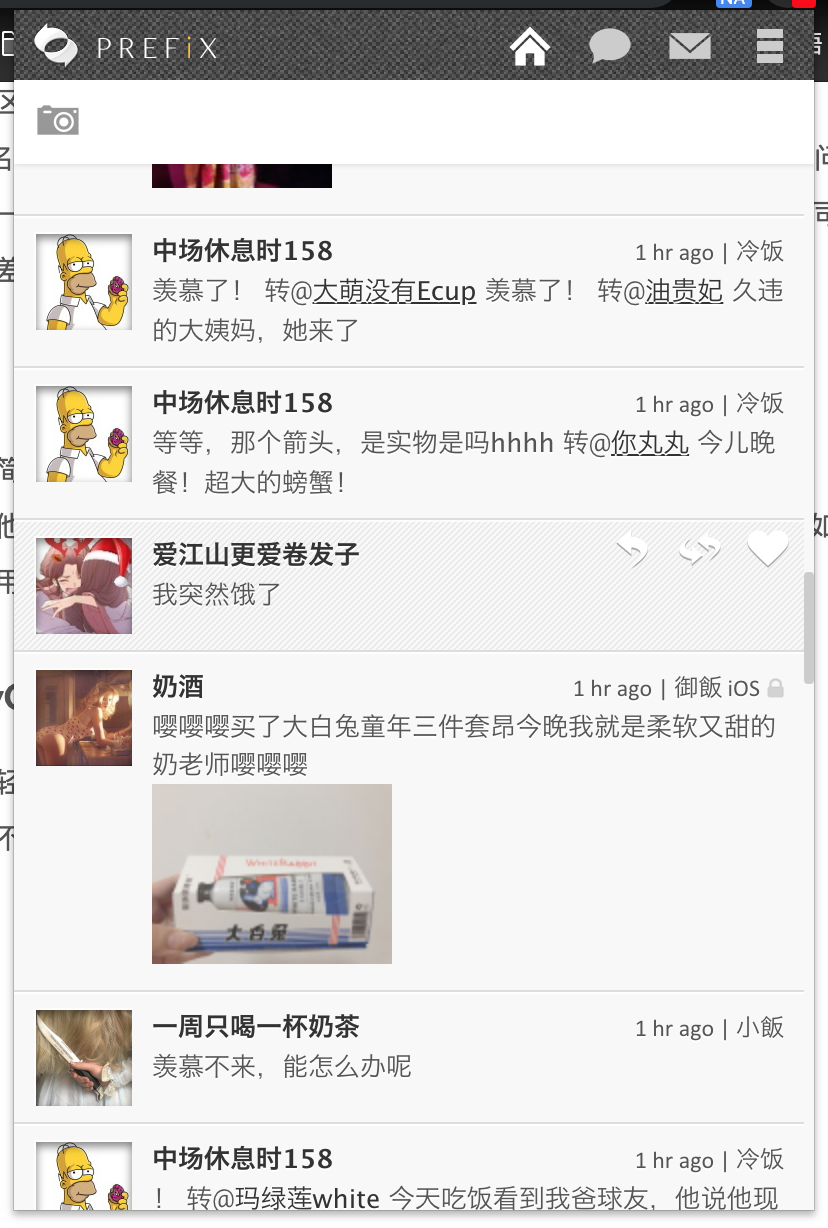 NA
PREFiX
中场休息时158
1 hr ago | 冷饭
羡慕了！ 转@大萌没有Ecup 羡慕了！ 转@油贵妃 久违
的大姨妈，她来了
中场休息时158
1 hr ago | 冷饭
等等，那个箭头，是实物是吗hhhh 转@你丸丸 今儿晚
餐！超大的螃蟹！
爱江山更爱卷发子
我突然饿了
奶酒
1 hr ago | 御飯 iOS
嘤嘤嘤买了大白兔童年三件套昂今晚我就是柔软又甜的
奶老师嘤嘤嘤
WHITE RABBIT
大白兔
一周只喝一杯奶茶
1 hr ago | 小飯
羡慕不来，能怎么办呢
中场休息时158
1 hr ago | 冷饭
！ 转@玛绿莲white 今天吃饭看到我爸球友，他说他现